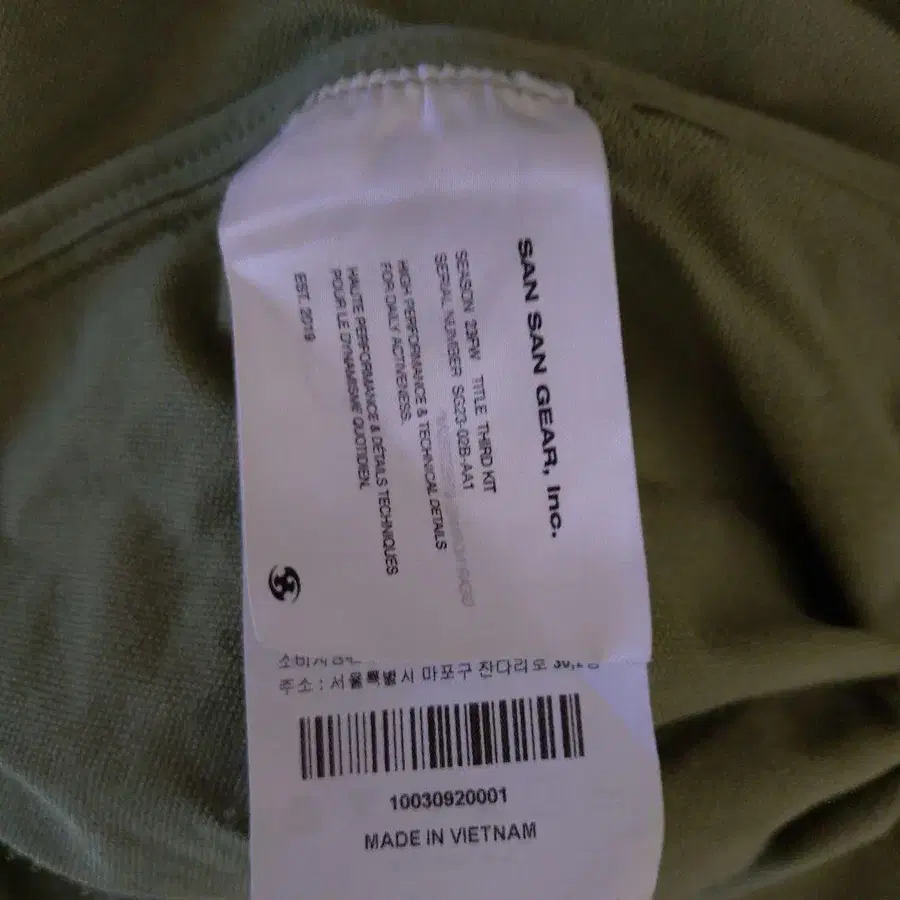 SAN SAN GEAR, Inc.
SEASON 23FW TITLE THIRD KIT
SERIAL NUMBER SG23-02B-AA1
HIGH PERFORMANCE & TECHNICAL DETAILS
FOR DAILY ACTIVENESS.
HAUTE PERFORMANCE & DÉTAILS TECHNIQUES
POUR LE DYNAMISME QUOTIDIEN.
EST. 2019
주소 : 서울특별시 마포구 잔다리로
10030920001
MADE IN VIETNAM